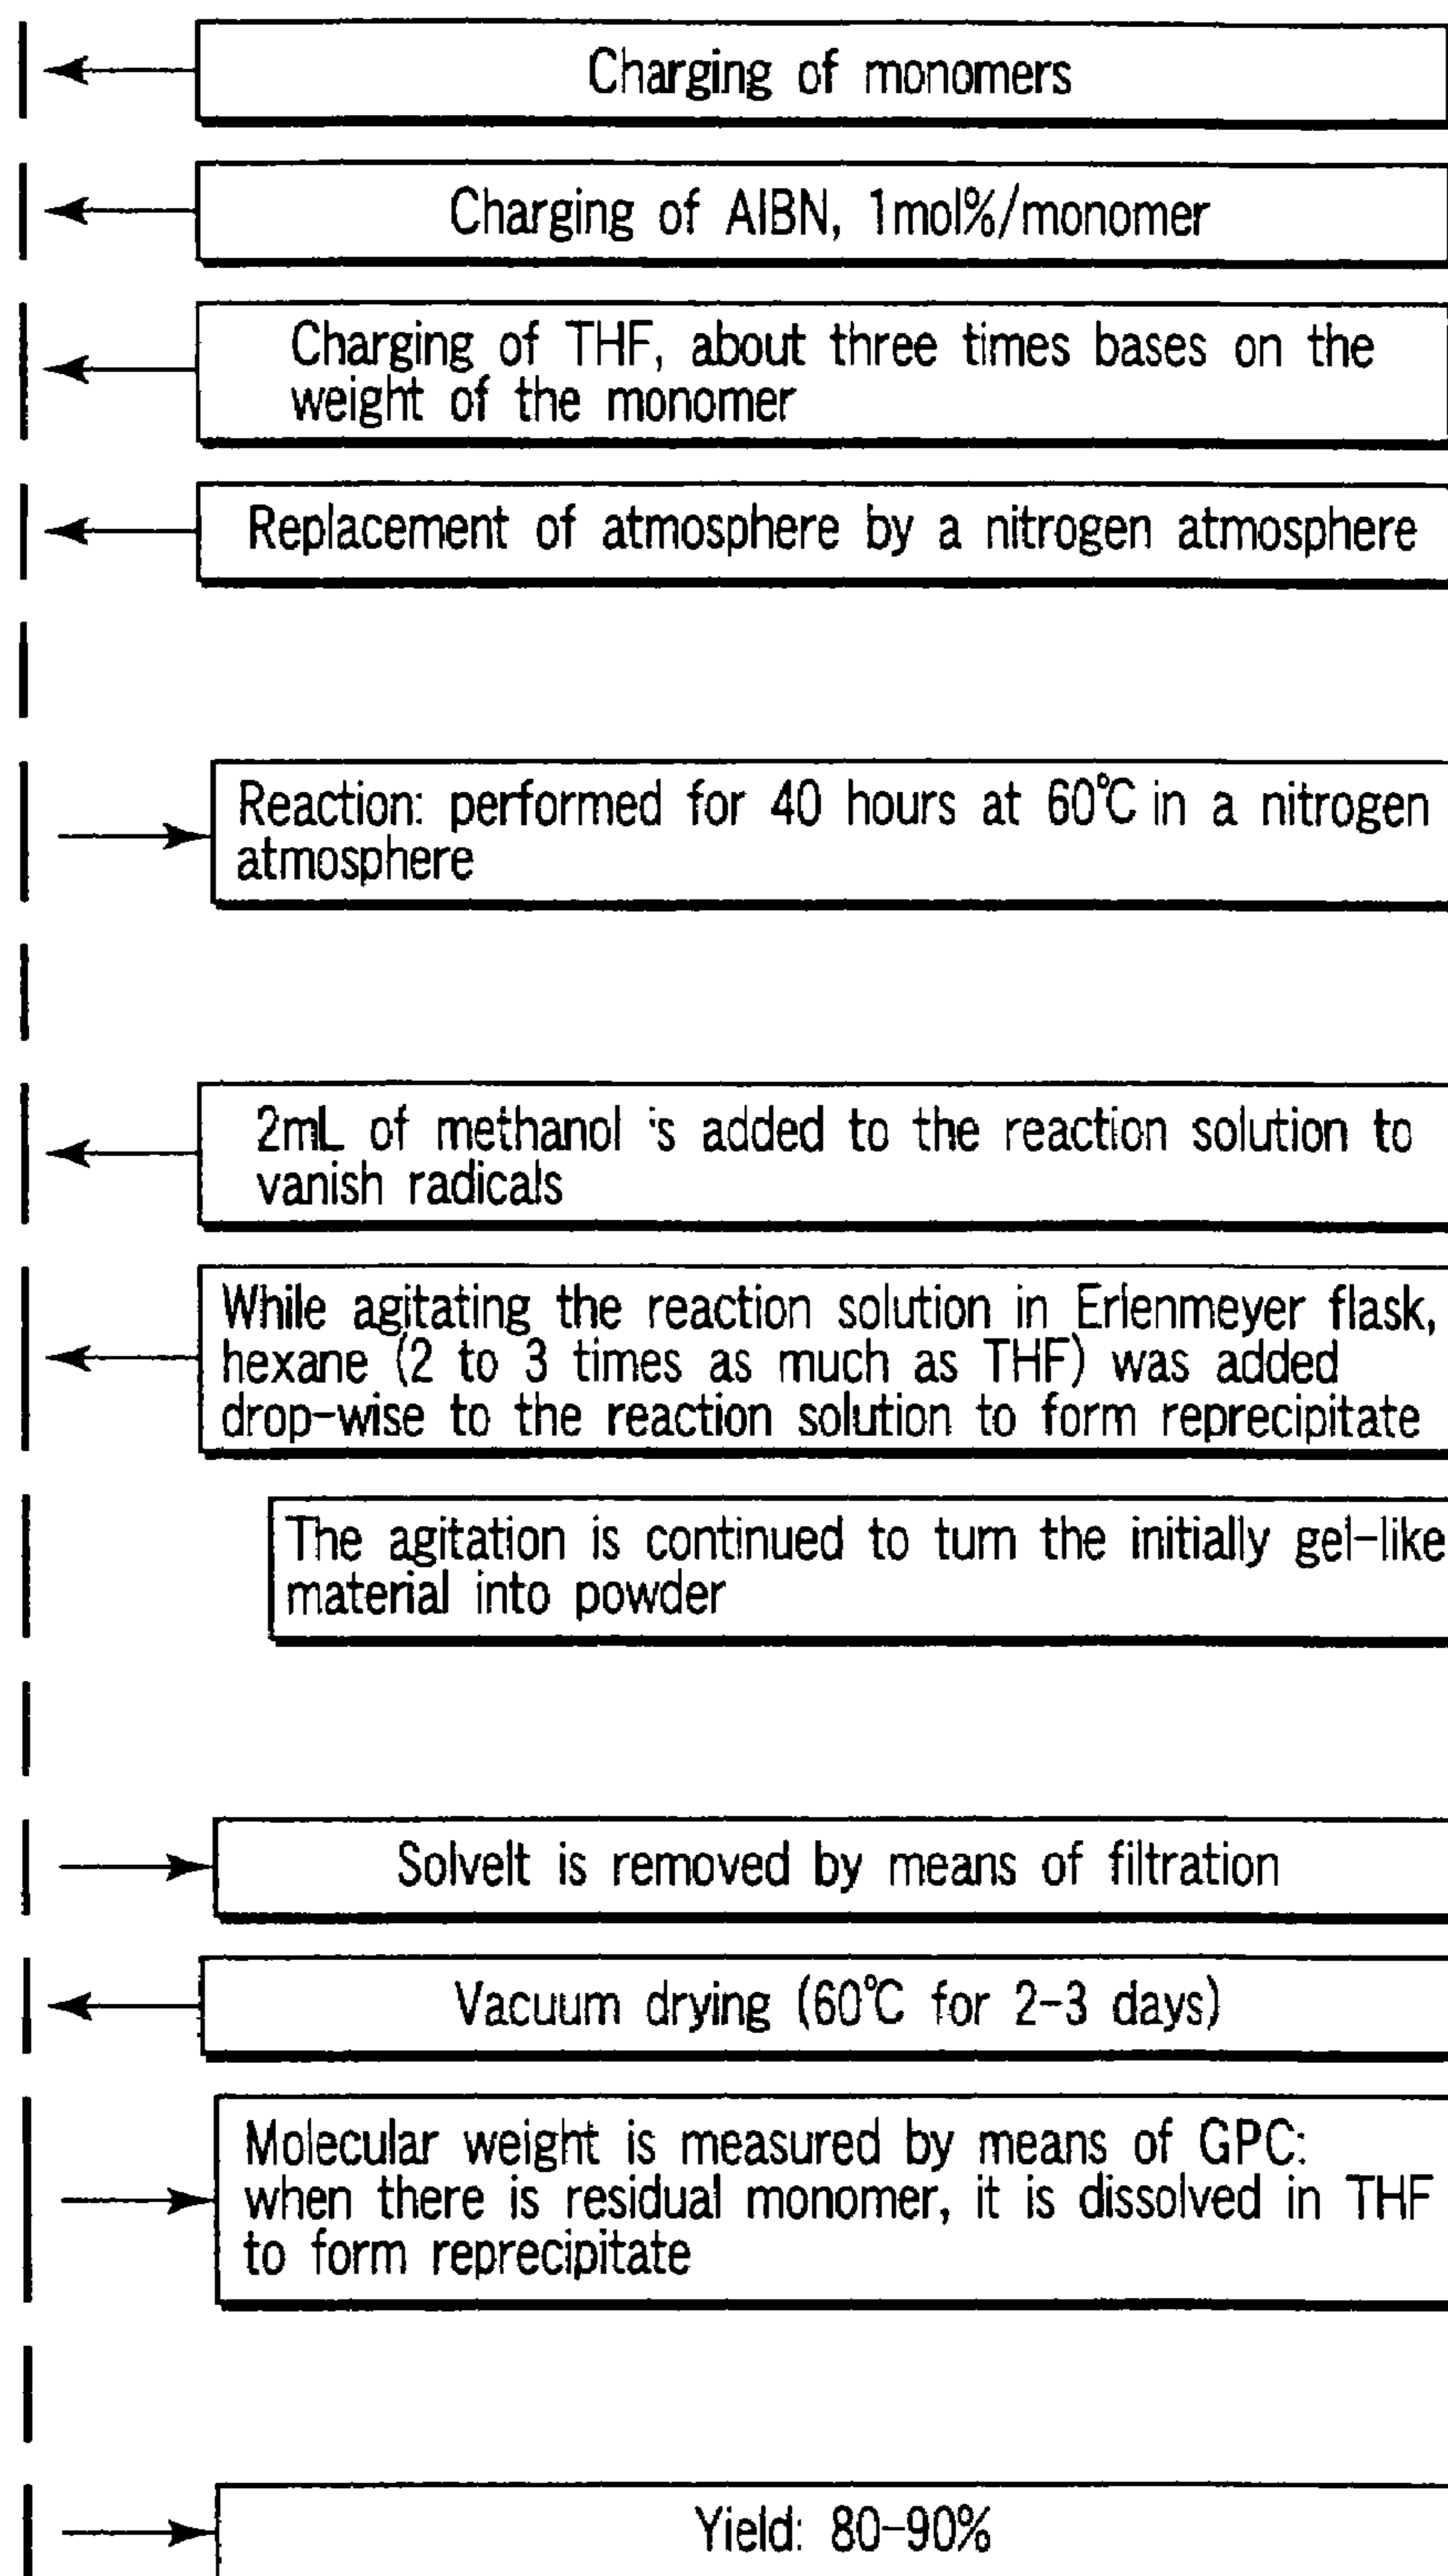 Charging of monomers
Charging of AIBN, 1mol%/monomer
Charging of THF, about three times bases on the
weight of the monomer
Replacement of atmosphere by a nitrogen atmosphere
Reaction: performed for 40 hours at 60℃ in a nitrogen
atmosphere
2mL of methanol is added to the reaction solution to
vanish radicals
While agitating the reaction solution in Erlenmeyer flask,
hexane (2 to 3 times as much as THF) was added
drop-wise to the reaction solution to form reprecipitate
The agitation is continued to turn the initially gel-like
material into powder
Solvelt is removed by means of filtration
Vacuum drying (60℃ for 2-3 days)
Molecular weight is measured by means of GPC:
when there is residual monomer, it is dissolved in THF
to form reprecipitate
Yield: 80-90%